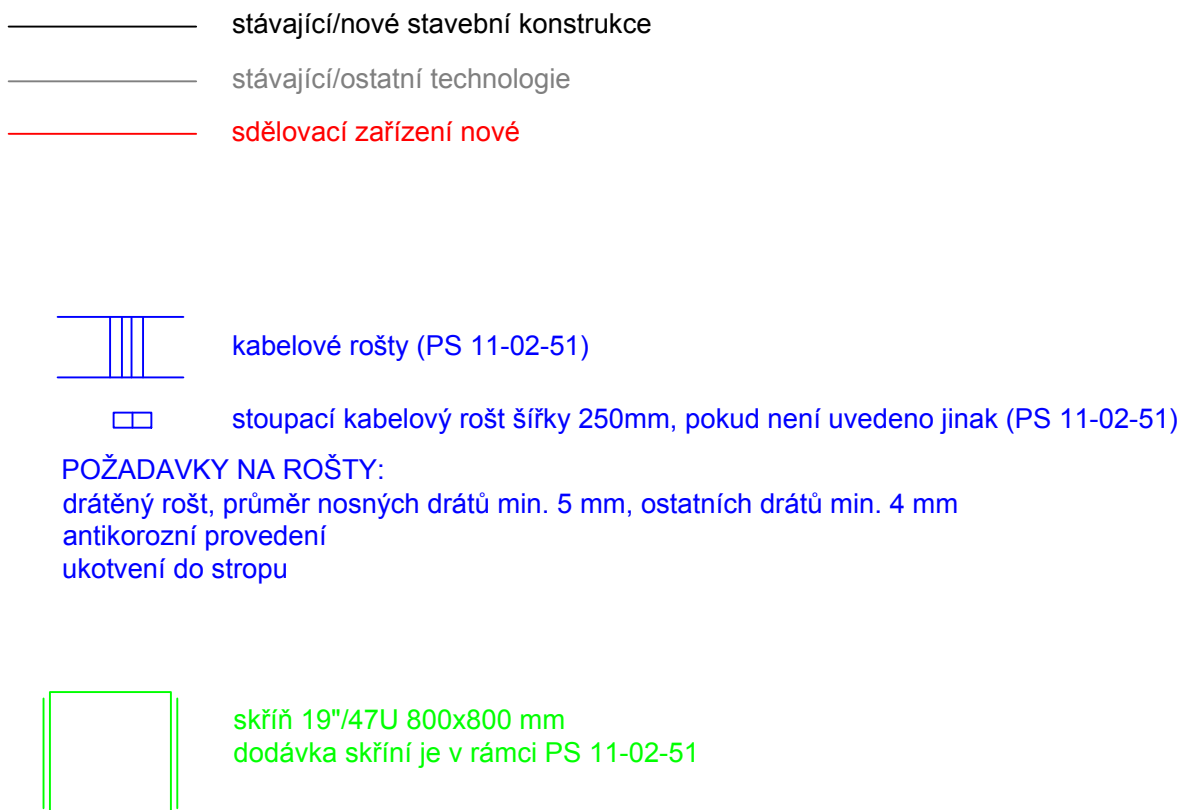 stávající/nové stavební konstrukce
stávající/ostatní technologie
sdělovací zařízení nové
kabelové rošty (PS 11-02-51)
stoupací kabelový rošt šířky 250mm, pokud není uvedeno jinak (PS 11-02-51)
POŽADAVKY NA ROŠTY:
drátěný rošt, průměr nosných drátů min. 5 mm, ostatních drátů min. 4 mm
antikorozní provedení
ukotvení do stropu
skříň 19"/47U 800x800 mm
dodávka skříní je v rámci PS 11-02-51